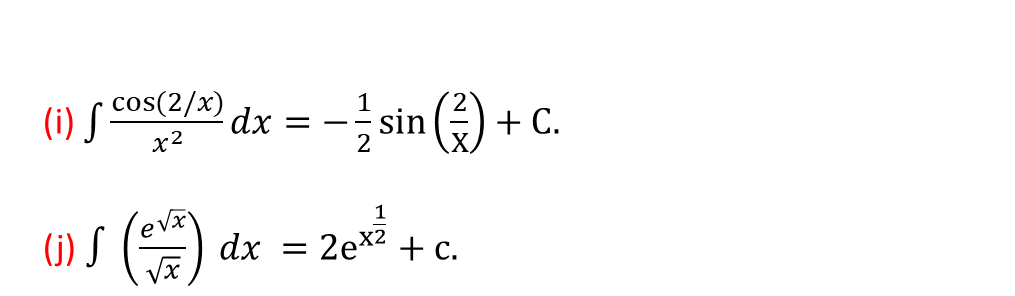 (i) ∫ cos(2/x)/x² dx = −1/2 sin(2/X) + C.
(j) ∫ (e^√x/√x) dx = 2e^x^1/2 + c.